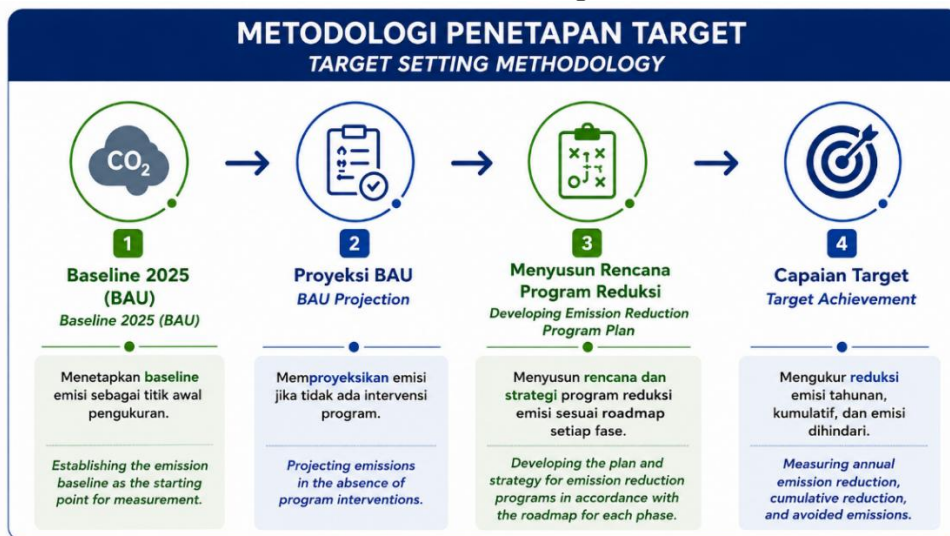 METODOLOGI PENETAPAN TARGET
TARGET SETTING METHODOLOGY
CO2
1
Baseline 2025
(BAU)
Baseline 2025 (BAU)
Menetapkan baseline
emisi sebagai titik awal
pengukuran.
Establishing the emission
baseline as the starting
point for measurement.
2
Proyeksi BAU
BAU Projection
Memproyeksikan emisi
jika tidak ada intervensi
program.
Projecting emissions
in the absence of
program interventions.
3
Menyusun Rencana
Program Reduksi
Developing Emission Reduction
Program Plan
Menyusun rencana dan
strategi program reduksi
emisi sesuai roadmap
setiap fase.
Developing the plan and
strategy for emission reduction
programs in accordance with
the roadmap for each phase.
4
Capaian Target
Target Achievement
Mengukur reduksi
emisi tahunan,
kumulatif, dan emisi
dihindari.
Measuring annual
emission reduction,
cumulative reduction,
and avoided emissions.